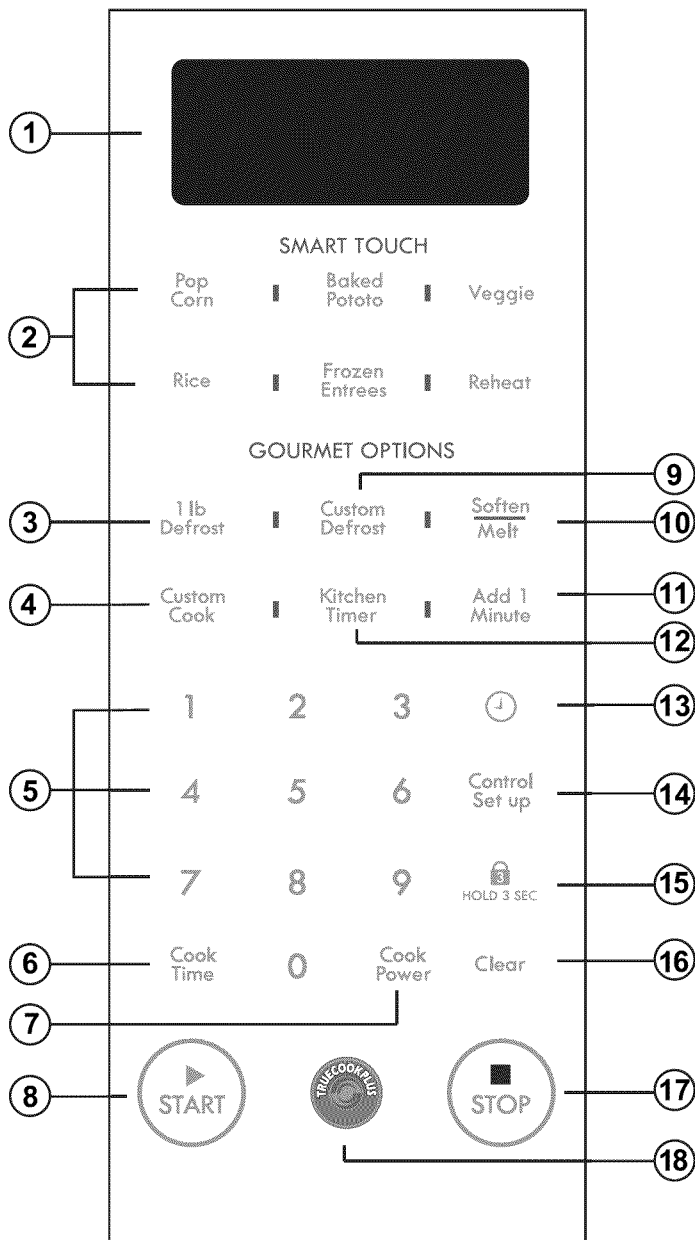 1
SMART TOUCH
Pop
Corn
Baked
Pototo
Veggie
2
Rice
Frozen
Entrees
Reheat
GOURMET OPTIONS
9
3
1 lb
Defrost
Custom
Defrost
Soften
Melt
10
4
Custom
Cook
Kitchen
Timer
Add 1
Minute
11
12
1 2 3
13
5
4 5 6
Control
Set up
14
7 8 9
3
HOLD 3 SEC
15
6
Cook
Time
0
Cook
Power
Clear
16
7
8
START
TRUECOOKPLUS
STOP
17
18